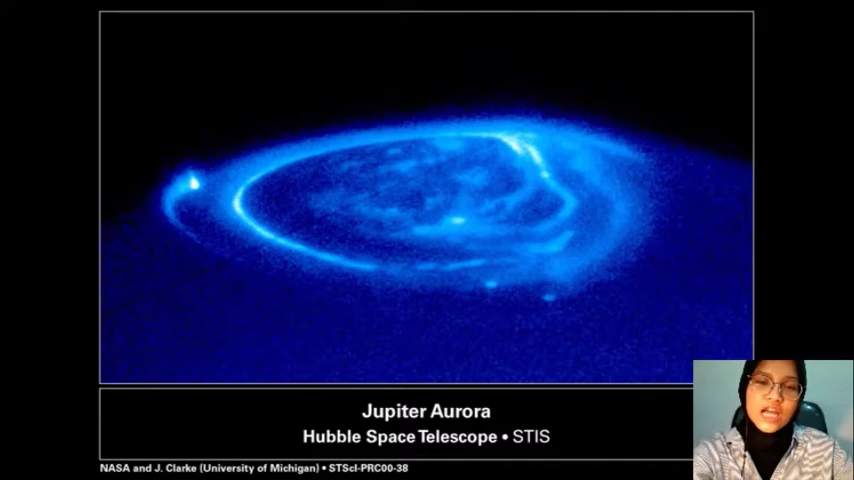 Jupiter Aurora
Hubble Space Telescope • STIS
NASA and J. Clarke (University of Michigan) • STScI-PRC00-38